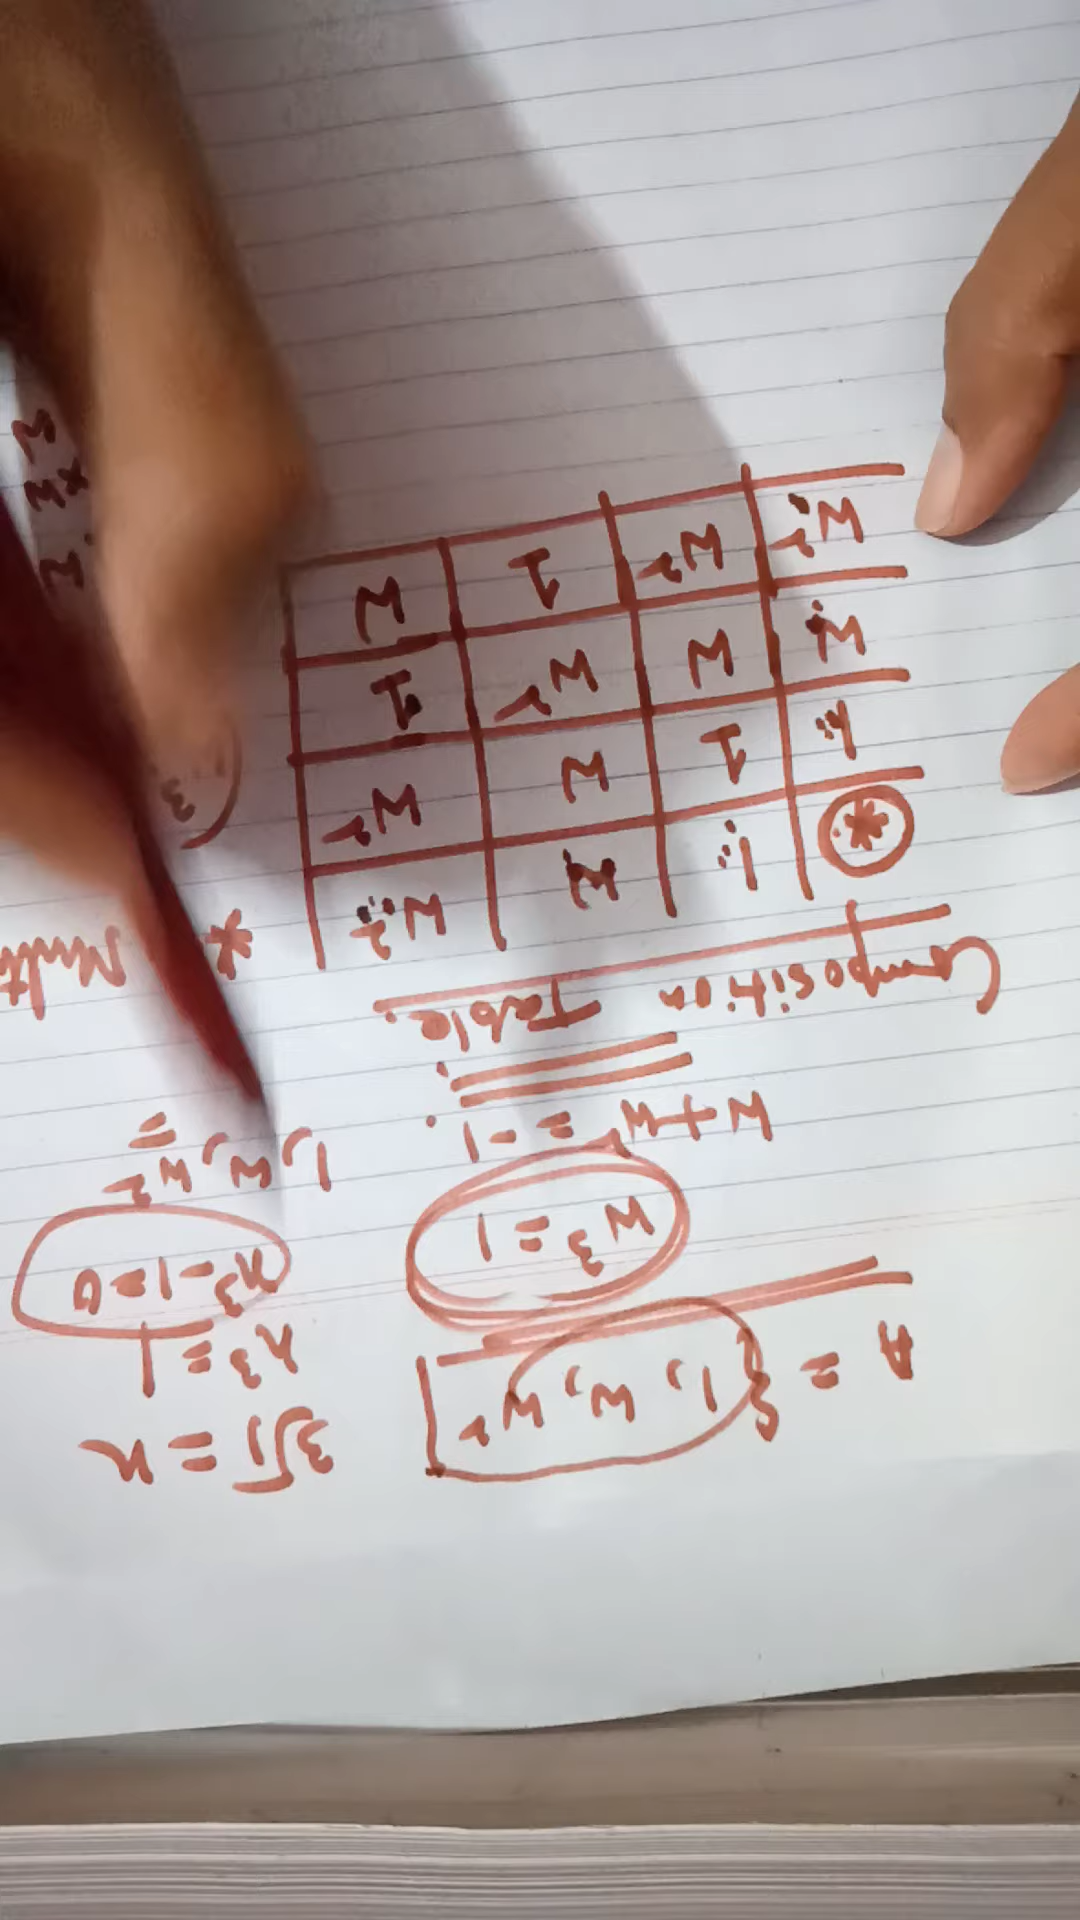 A = {1, w, w²
∛1 = x
x³ = 1
w³ = 1
x³ - 1 = 0
w + w² = -1.
1, w, w²
=
Composition Table.
* Mult
* 1 w w²
1 1 w w²
w w w² 1
w² w² 1 w